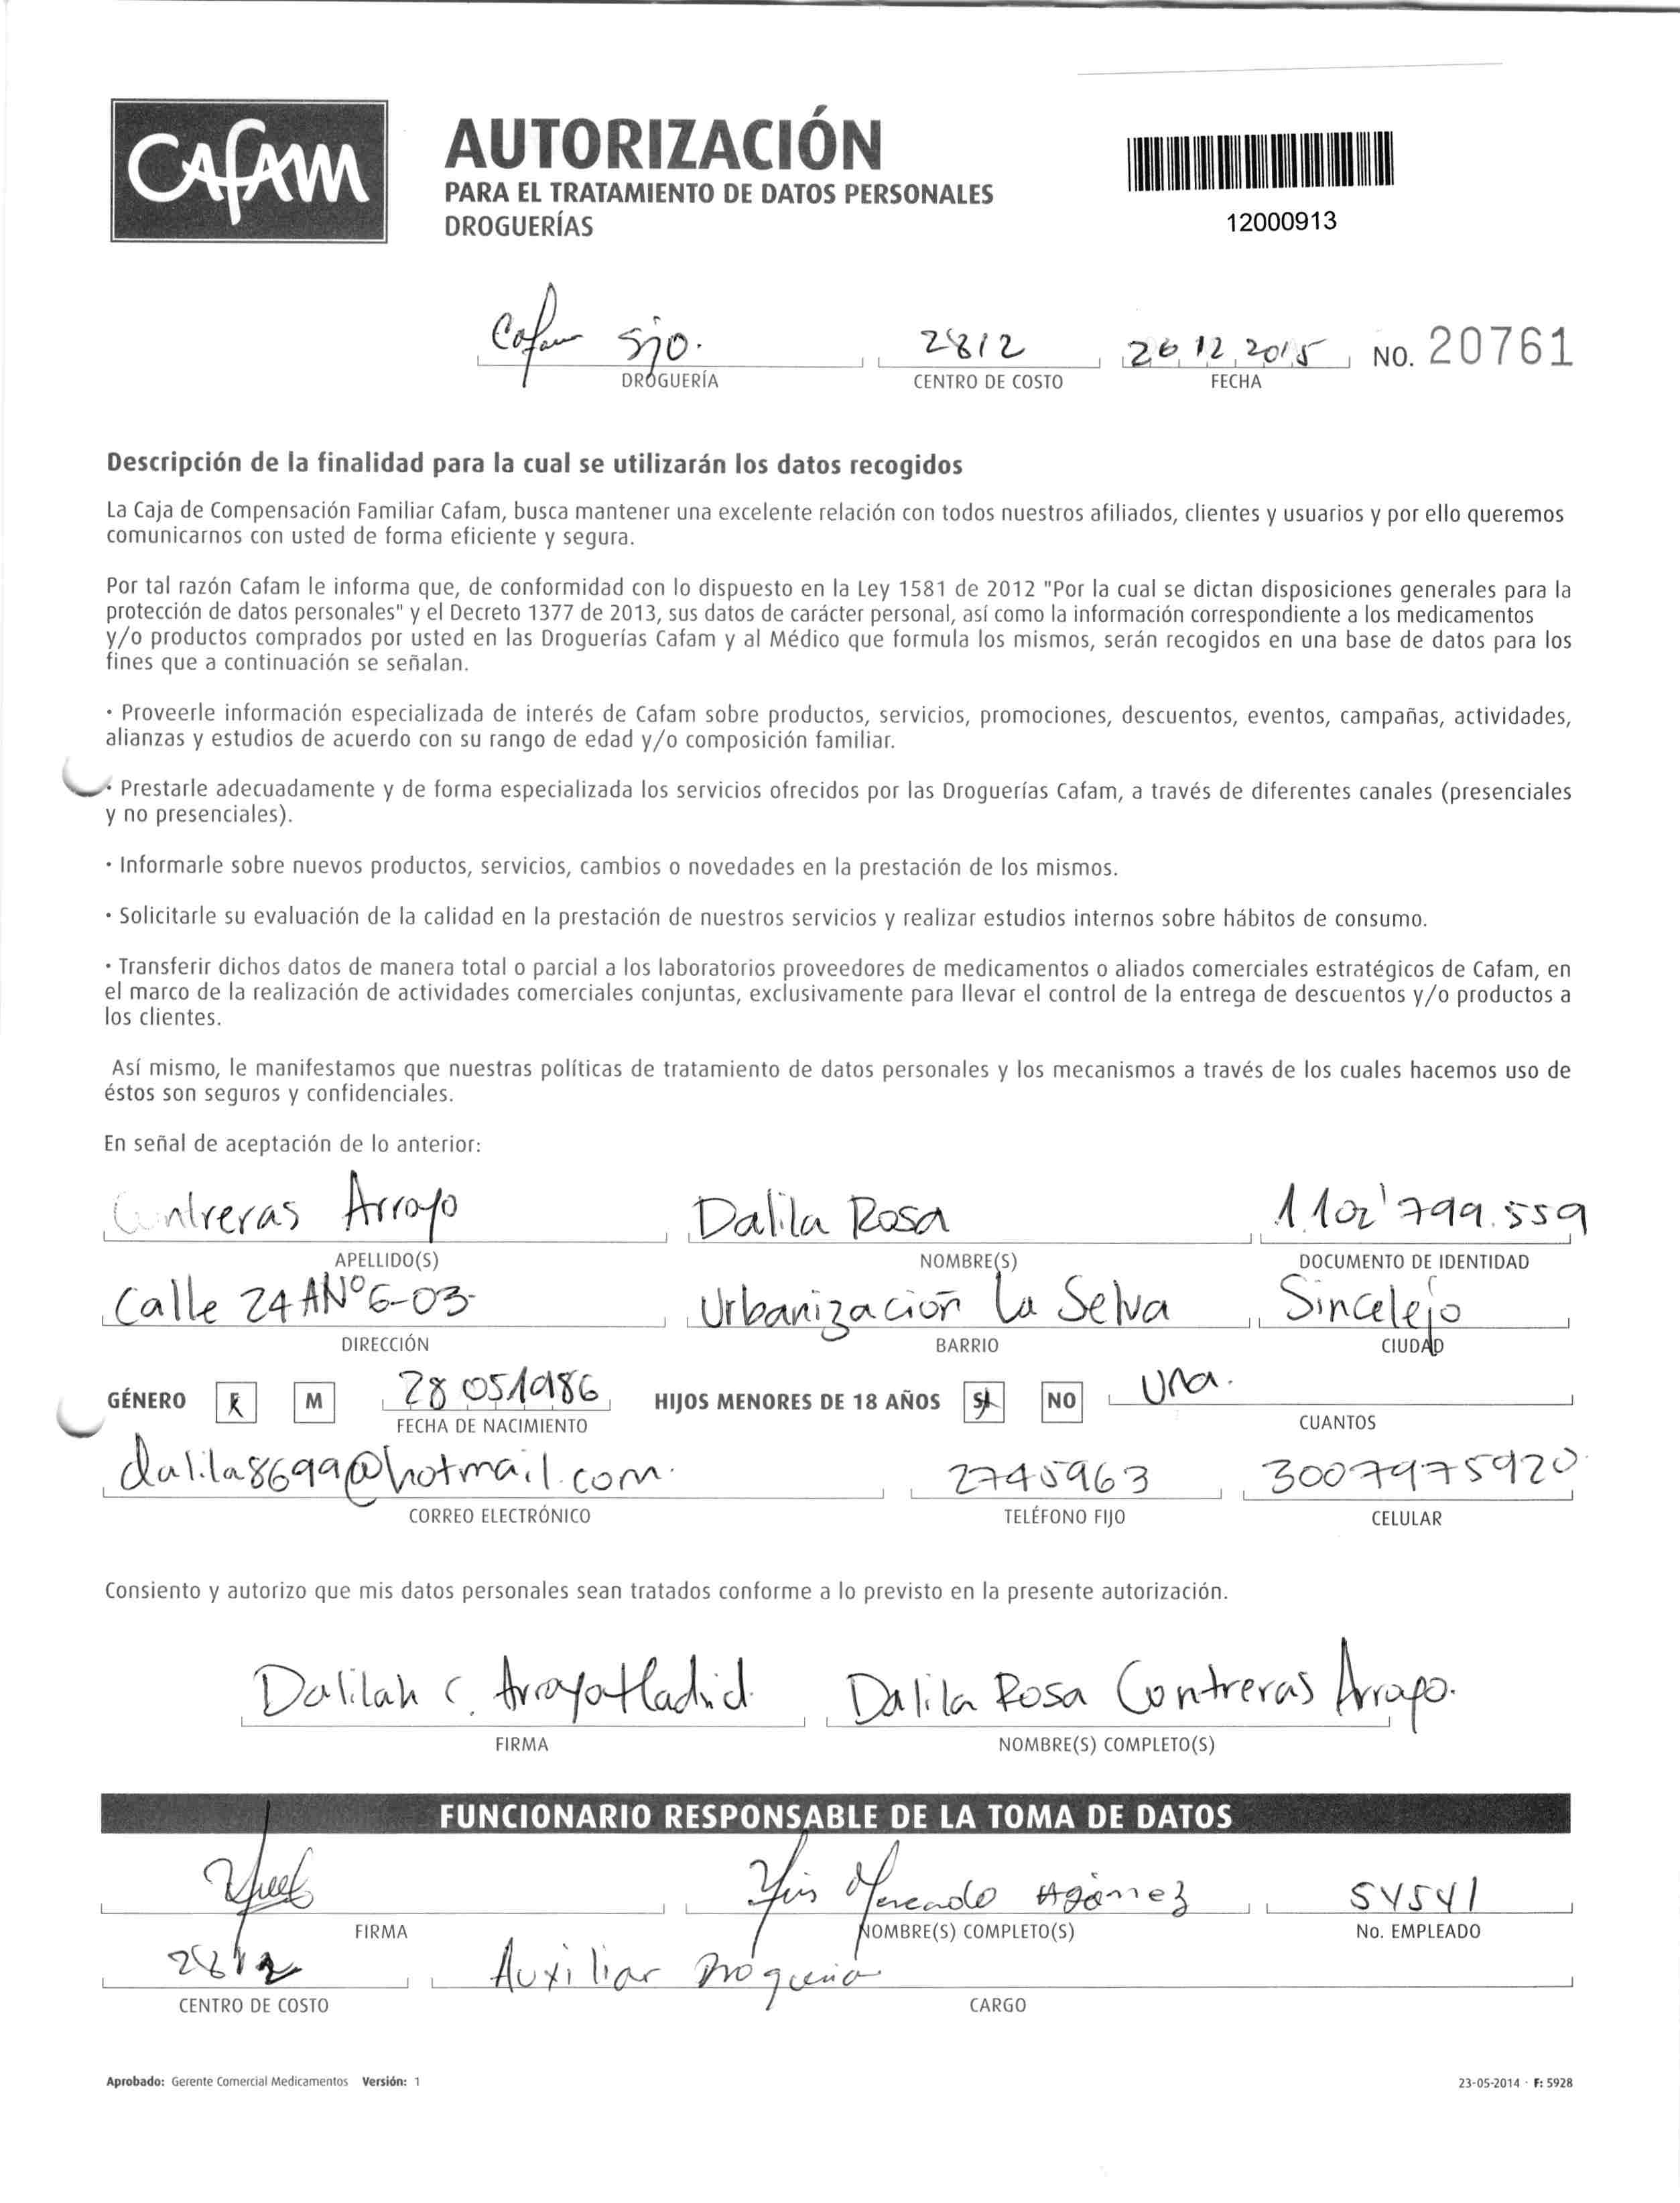 CAfAM
AUTORIZACIÓN
PARA EL TRATAMIENTO DE DATOS PERSONALES
DROGUERÍAS
12000913
Cafam Sjo. 2812 26 12 2015 NO. 20761
DROGUERÍA CENTRO DE COSTO FECHA
Descripción de la finalidad para la cual se utilizarán los datos recogidos
La Caja de Compensación Familiar Cafam, busca mantener una excelente relación con todos nuestros afiliados, clientes y usuarios y por ello queremos
comunicarnos con usted de forma eficiente y segura.
Por tal razón Cafam le informa que, de conformidad con lo dispuesto en la Ley 1581 de 2012 "Por la cual se dictan disposiciones generales para la
protección de datos personales" y el Decreto 1377 de 2013, sus datos de carácter personal, así como la información correspondiente a los medicamentos
y/o productos comprados por usted en las Droguerías Cafam y al Médico que formula los mismos, serán recogidos en una base de datos para los
fines que a continuación se señalan.
· Proveerle información especializada de interés de Cafam sobre productos, servicios, promociones, descuentos, eventos, campañas, actividades,
alianzas y estudios de acuerdo con su rango de edad y/o composición familiar.
· Prestarle adecuadamente y de forma especializada los servicios ofrecidos por las Droguerías Cafam, a través de diferentes canales (presenciales
y no presenciales).
· Informarle sobre nuevos productos, servicios, cambios o novedades en la prestación de los mismos.
· Solicitarle su evaluación de la calidad en la prestación de nuestros servicios y realizar estudios internos sobre hábitos de consumo.
· Transferir dichos datos de manera total o parcial a los laboratorios proveedores de medicamentos o aliados comerciales estratégicos de Cafam, en
el marco de la realización de actividades comerciales conjuntas, exclusivamente para llevar el control de la entrega de descuentos y/o productos a
los clientes.
Así mismo, le manifestamos que nuestras políticas de tratamiento de datos personales y los mecanismos a través de los cuales hacemos uso de
éstos son seguros y confidenciales.
En señal de aceptación de lo anterior:
Contreras Arroyo Dalila Rosa 1.102'799.559
APELLIDO(S) NOMBRE(S) DOCUMENTO DE IDENTIDAD
Calle 24 AN°6-03- Urbanización La Selva Sincelejo
DIRECCIÓN BARRIO CIUDAD
GÉNERO F M 28 05 1986 HIJOS MENORES DE 18 AÑOS SI NO Una.
FECHA DE NACIMIENTO CUANTOS
dalila8699@hotmail.com. 2745963 3007975920
CORREO ELECTRÓNICO TELÉFONO FIJO CELULAR
Consiento y autorizo que mis datos personales sean tratados conforme a lo previsto en la presente autorización.
Dalilah C. Dalila Rosa Contreras Arroyo.
FIRMA NOMBRE(S) COMPLETO(S)
FUNCIONARIO RESPONSABLE DE LA TOMA DE DATOS
Mercado Agámez 54541
FIRMA NOMBRE(S) COMPLETO(S) No. EMPLEADO
2812 Auxiliar Drogueria
CENTRO DE COSTO CARGO
Aprobado: Gerente Comercial Medicamentos Versión: 1 23-05-2014 · F: 5928